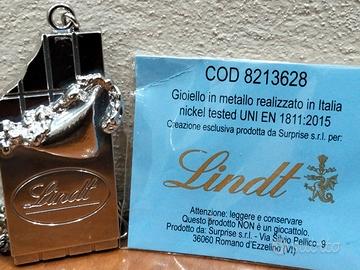 Lindt
COD 8213628
Gioiello in metallo realizzato in Italia
nickel tested UNI EN 1811:2015
Creazione esclusiva prodotta da Surprise s.r.l. per:
Lindt
Attenzione: leggere e conservare
Questo prodotto NON è un giocattolo.
Prodotto da: Surprise s.r.l. - Via Silvio Pellico, 9
36060 Romano d'Ezzelino (VI)